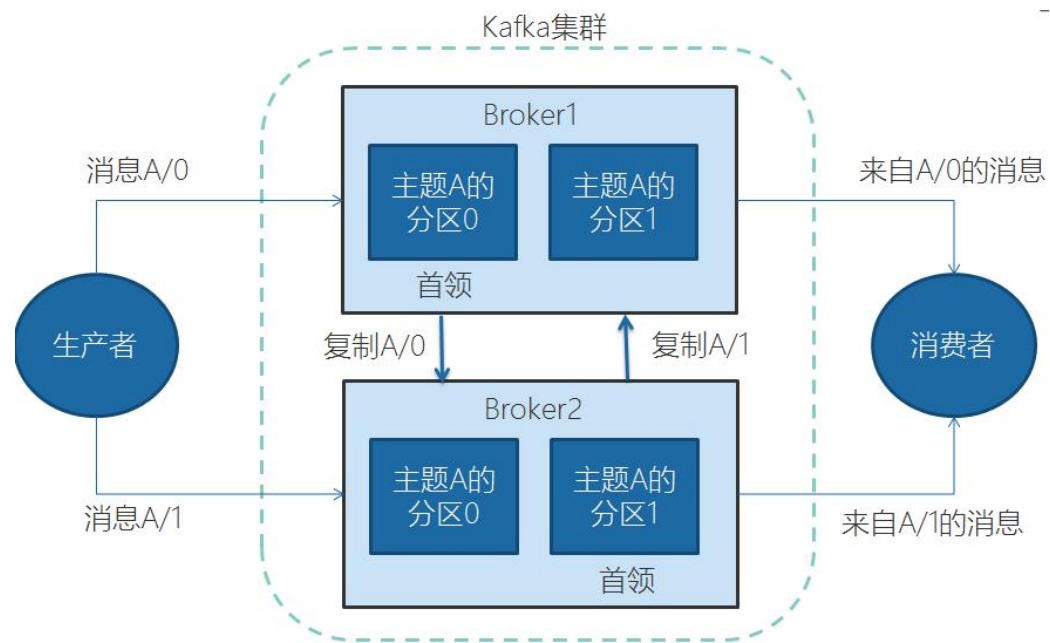 Kafka集群
Broker1
消息A/0
主题A的
分区0
主题A的
分区1
来自A/0的消息
首领
生产者
复制A/0
复制A/1
消费者
Broker2
主题A的
分区0
主题A的
分区1
消息A/1
来自A/1的消息
首领